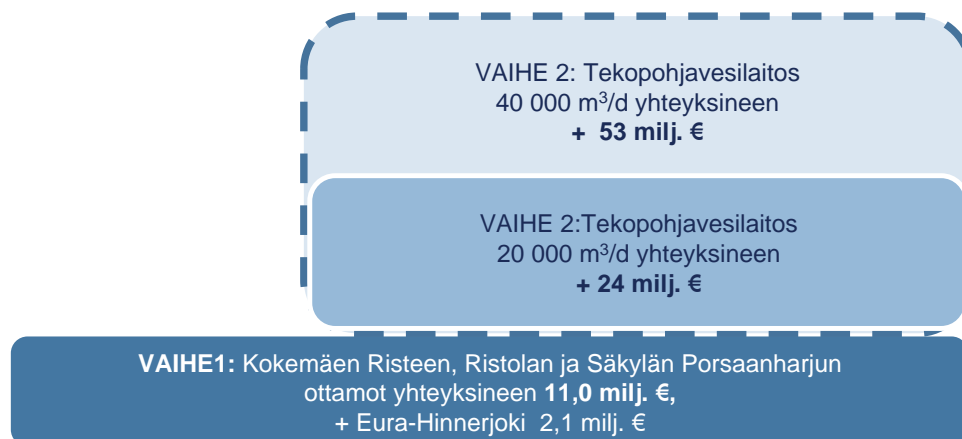 VAIHE 2: Tekopohjavesilaitos
40 000 m³/d yhteyksineen
+ 53 milj. €
VAIHE 2:Tekopohjavesilaitos
20 000 m³/d yhteyksineen
+ 24 milj. €
VAIHE1: Kokemäen Risteen, Ristolan ja Säkylän Porsaanharjun
ottamot yhteyksineen 11,0 milj. €,
+ Eura-Hinnerjoki 2,1 milj. €